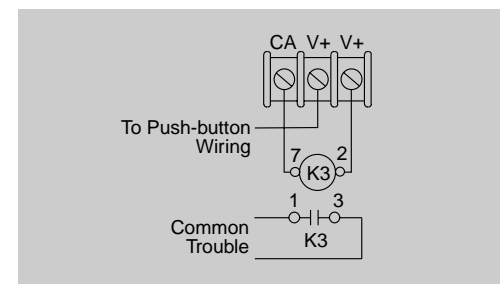 CA V+ V+
To Push-button
Wiring
7 K3 2
1 3
K3
Common
Trouble